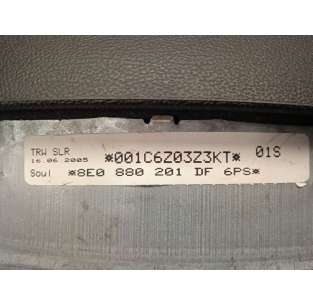 TRW SLR *001C6Z03Z3KT* 01S
16.06.2005
Soul *8E0 880 201 DF 6PS*